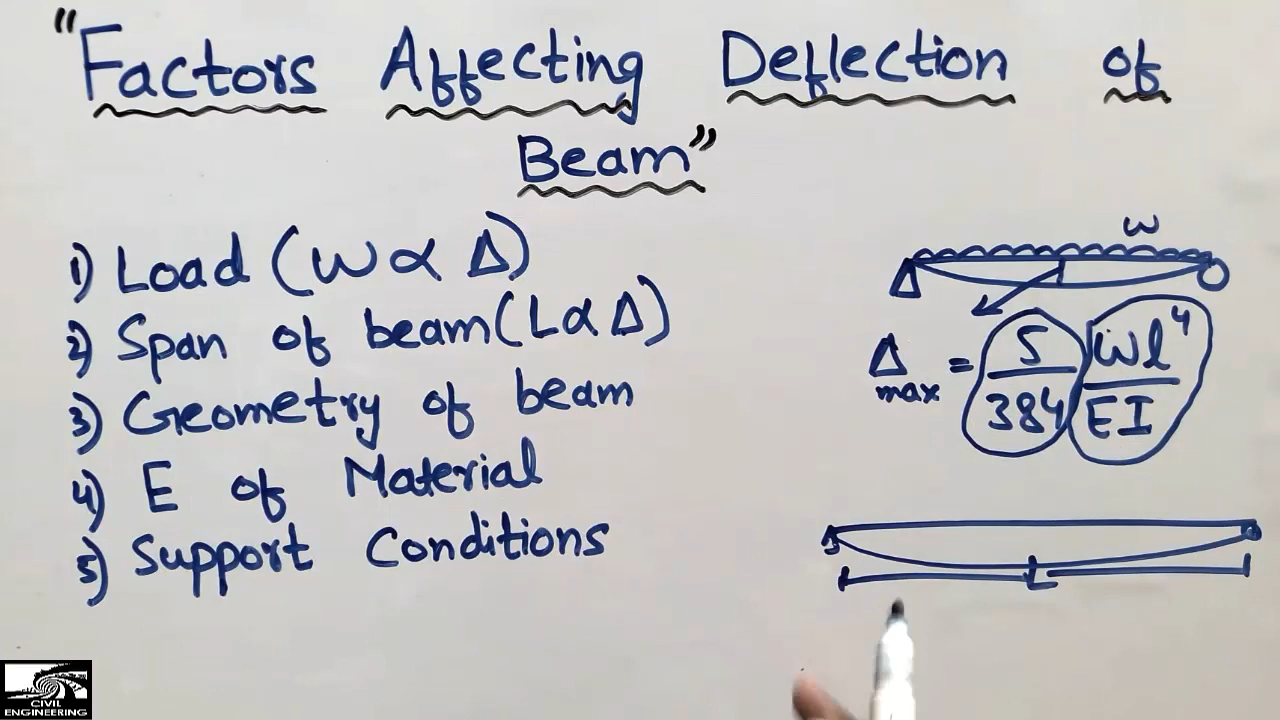 "Factors Affecting Deflection of
Beam"
1) Load (W ∝ Δ)
2) Span of beam (L ∝ Δ)
3) Geometry of beam
4) E of Material
5) Support Conditions
w
Δmax = 5/384 wl⁴/EI
L
CIVIL
ENGINEERING